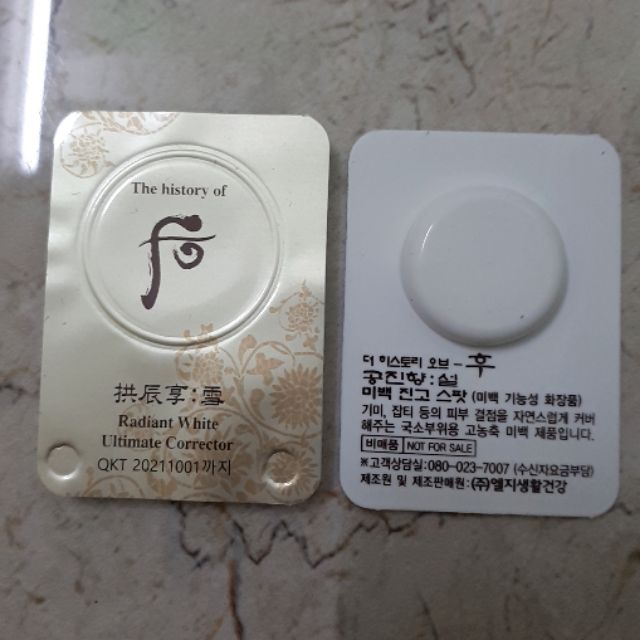 The history of
후
拱辰享:雪
Radiant White
Ultimate Corrector
QKT 20211001까지
더 히스토리 오브 - 후
공진향:설
미백 진고 스팟 (미백 기능성 화장품)
기미, 잡티 등의 피부 결점을 자연스럽게 커버
해주는 국소부위용 고농축 미백 제품입니다.
비매품 NOT FOR SALE
※고객상담실:080-023-7007 (수신자요금부담)
제조원 및 제조판매원:(주)엘지생활건강